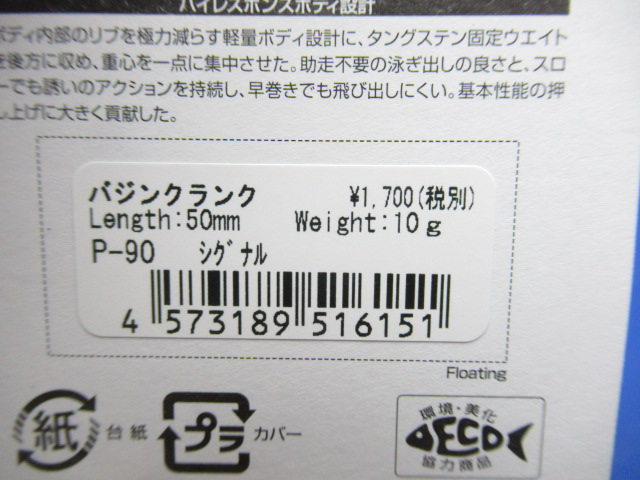 ハイレスポンスボディ設計
ボディ内部のリブを極力減らす軽量ボディ設計に、タングステン固定ウエイト
を後方に収め、重心を一点に集中させた。助走不要の泳ぎ出しの良さと、スロ
ーでも誘いのアクションを持続し、早巻きでも飛び出しにくい。基本性能の押
し上げに大きく貢献した。
バジンクランク ¥1,700(税別)
Length:50mm Weight:10g
P-90 シグナル
4 573189 516151
Floating
紙 台紙 プラ カバー
環境・美化
ECO
協力商品